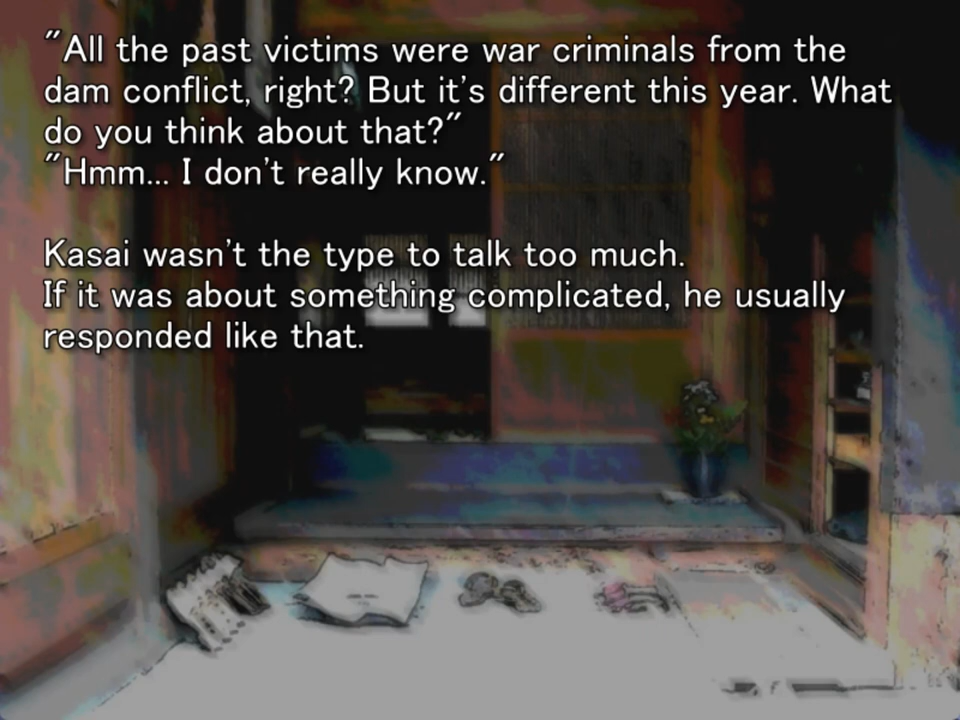 "All the past victims were war criminals from the
dam conflict, right? But it's different this year. What
do you think about that?"
"Hmm... I don't really know."
Kasai wasn't the type to talk too much.
If it was about something complicated, he usually
responded like that.